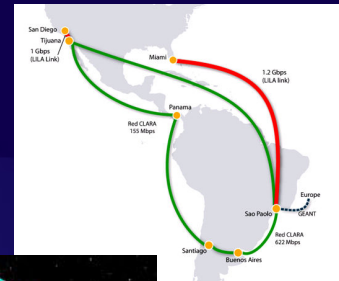 San Diego
Tijuana
1 Gbps
(LILA Link)
Miami
1.2 Gbps
(LILA link)
Panama
Red CLARA
155 Mbps
Europe
Sao Paolo
GEANT
Santiago
Buenos Aires
Red CLARA
622 Mbps